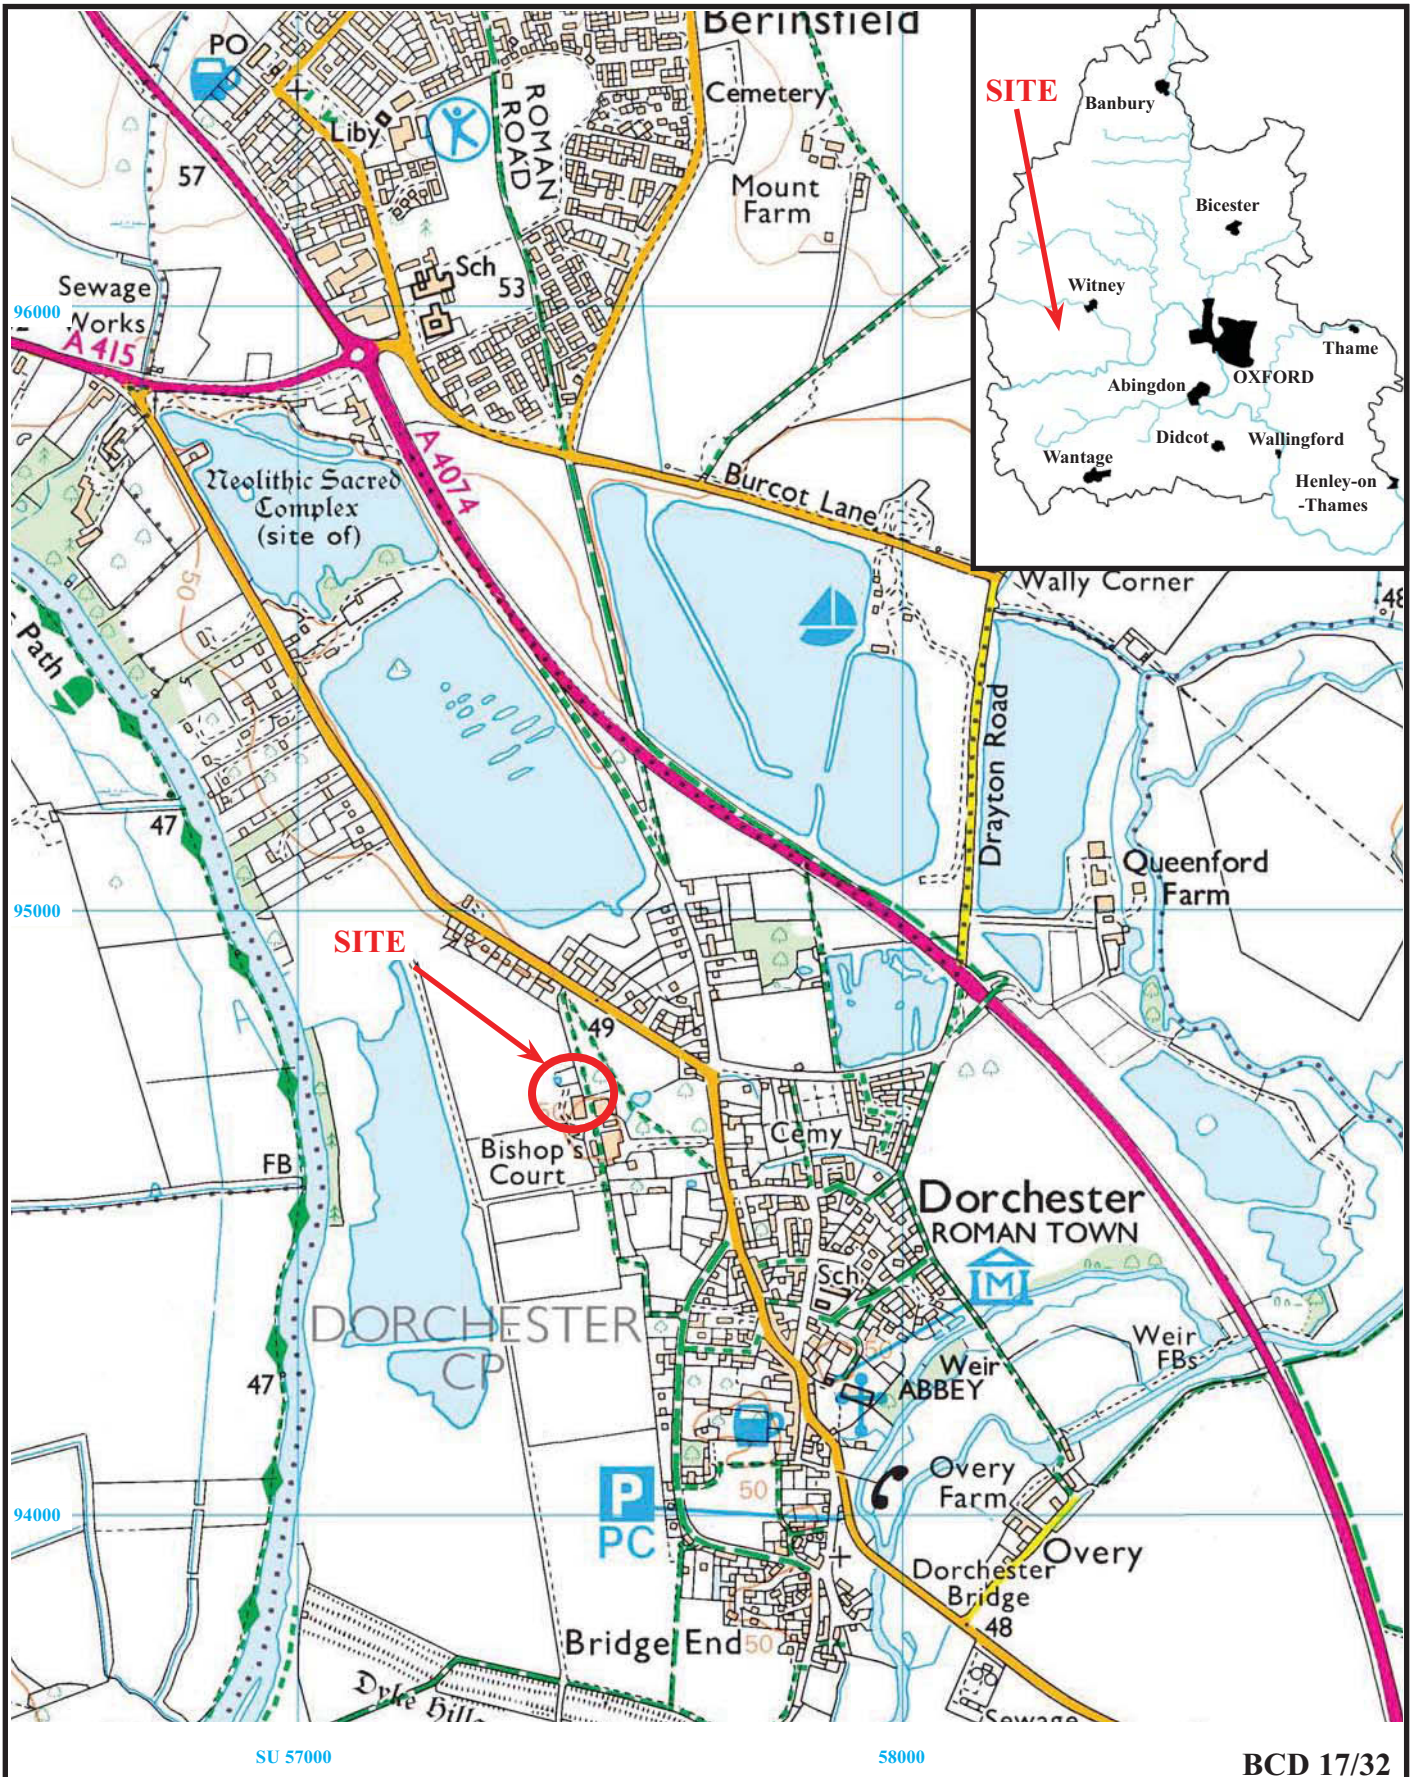 Berinsfield
PO
SITE
Banbury
Cemetery
Liby
ROMAN
ROAD
57
Mount
Farm
Bicester
Sch
53
Witney
Sewage
Works
96000
A 415
Thame
OXFORD
Abingdon
A 4074
Didcot
Wallingford
Wantage
Henley-on
-Thames
Neolithic Sacred
Complex
(site of)
Burcot Lane
50
Wally Corner
48
Path
Drayton Road
47
Queenford
Farm
95000
SITE
49
50
FB
Cemy
Bishop's
Court
FB
Dorchester
ROMAN TOWN
M
Sch
DORCHESTER
CP
Weir
FBs
50
Weir
ABBEY
47
Overy
Farm
50
P
PC
94000
Overy
Dorchester
Bridge
48
Bridge End
50
Dyke Hills
Sewage
SU 57000
58000
BCD 17/32